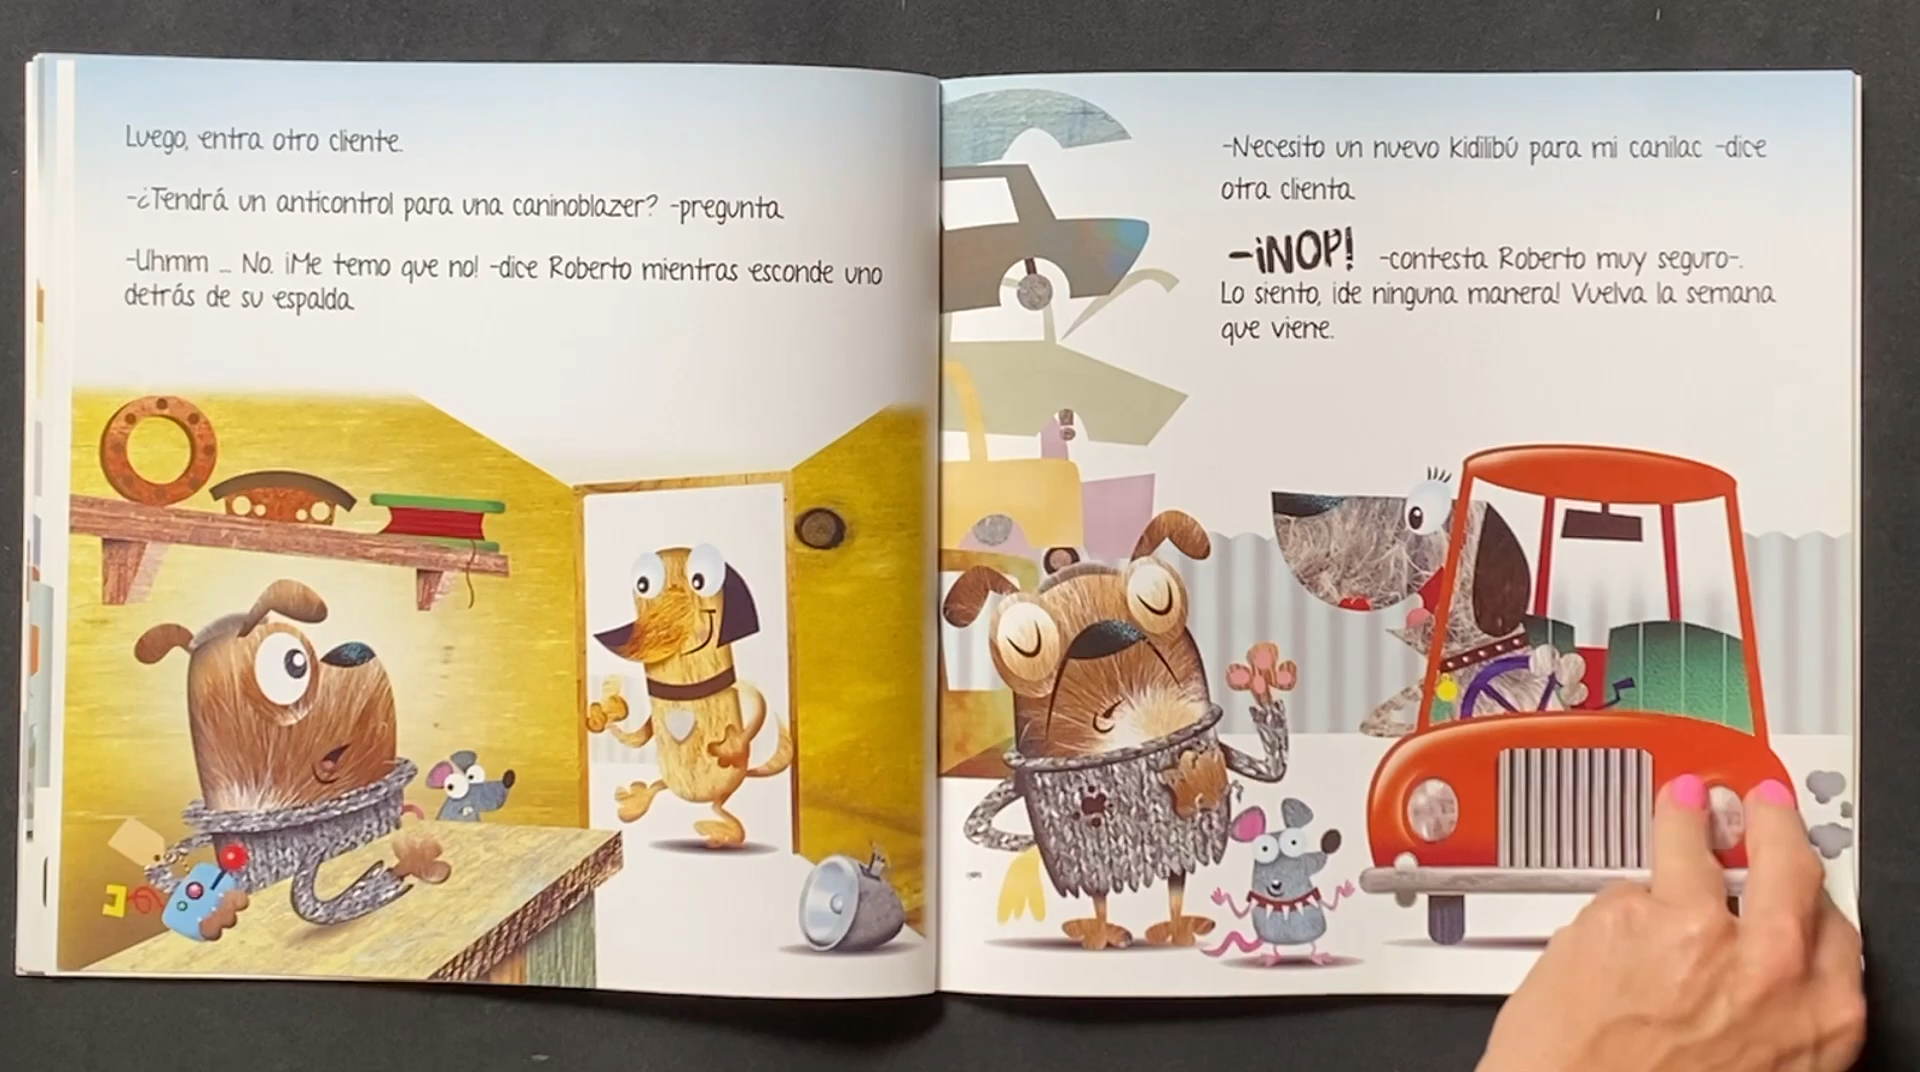 Luego, entra otro cliente.
-¿Tendrá un anticontrol para una caninoblazer? -pregunta.
-Uhmm ... No. ¡Me temo que no! -dice Roberto mientras esconde uno
detrás de su espalda.
-Necesito un nuevo kidilibú para mi canilac -dice
otra clienta.
-¡NOP! -contesta Roberto muy seguro-.
Lo siento, ¡de ninguna manera! Vuelva la semana
que viene.